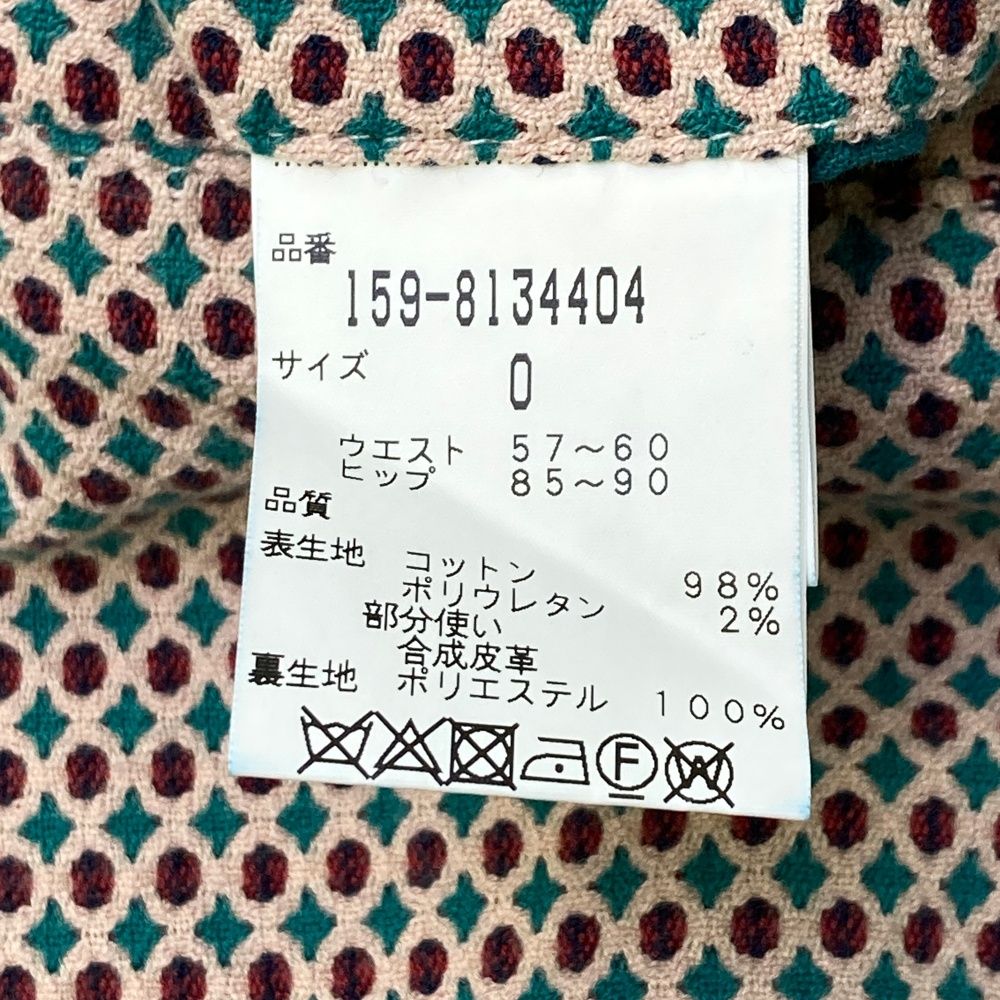 品番
159-8134404
サイズ 0
ウエスト 57～60
ヒップ 85～90
品質
表生地 コットン 98%
ポリウレタン 2%
部分使い
合成皮革
裏生地 ポリエステル 100%
F W